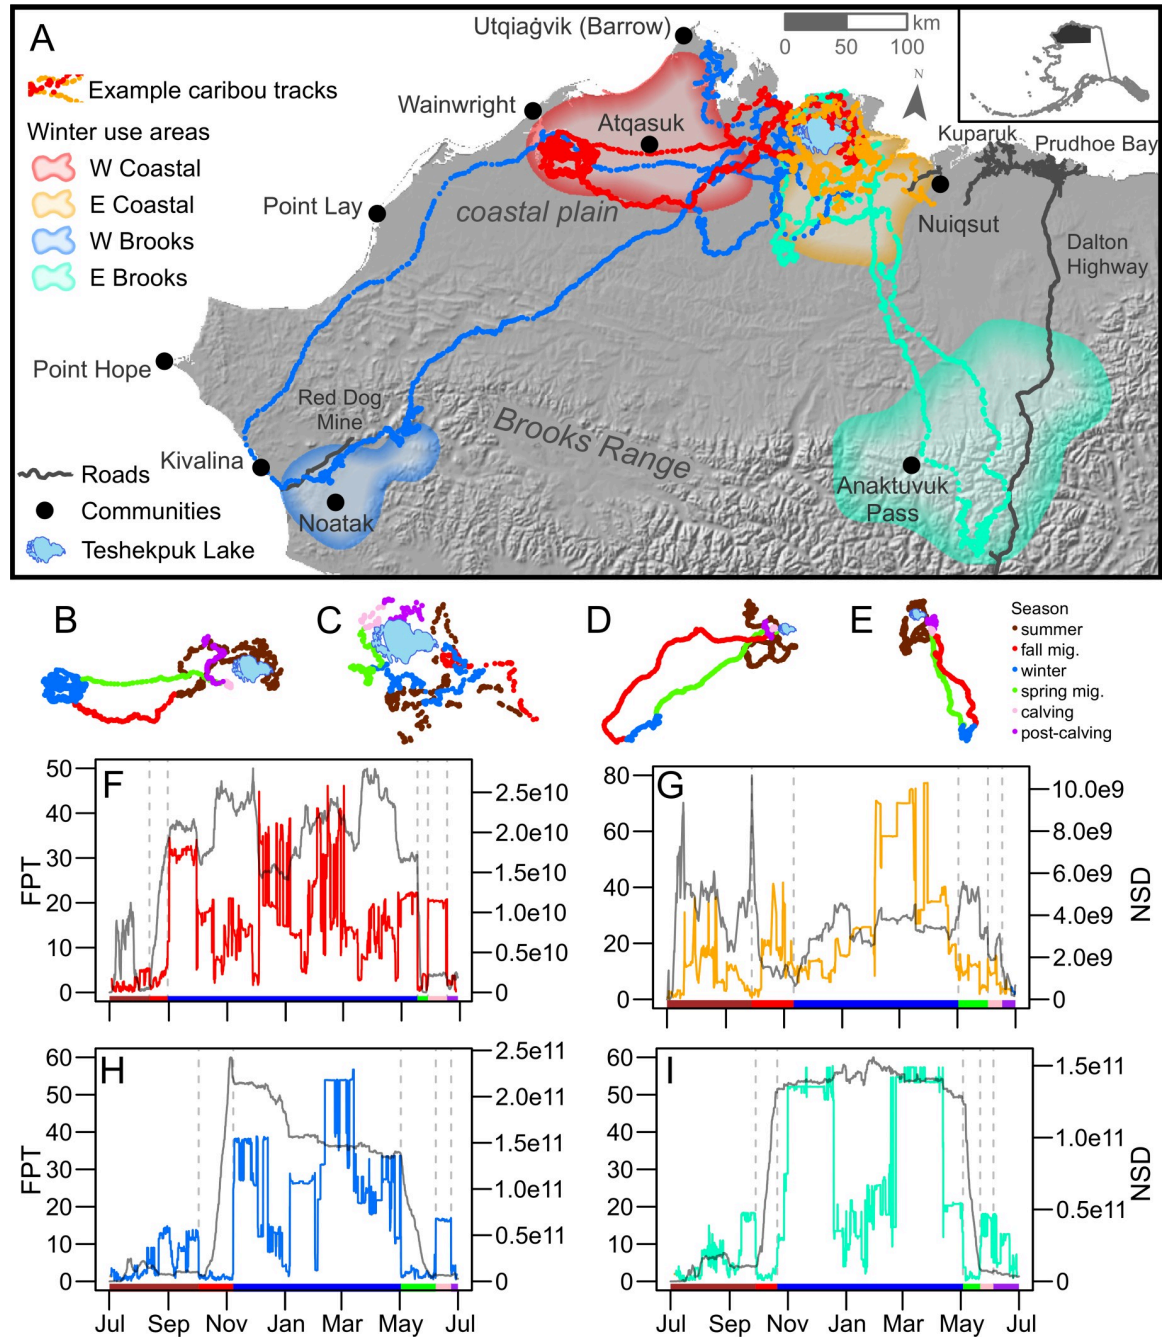 A
Utqiaġvik (Barrow)
km
0 50 100
N
Example caribou tracks
Wainwright
Atqasuk
Kuparuk
Prudhoe Bay
Winter use areas
W Coastal
E Coastal
W Brooks
E Brooks
Point Lay
coastal plain
Nuiqsut
Dalton
Highway
Point Hope
Red Dog
Mine
Brooks Range
Kivalina
Roads
Communities
Teshekpuk Lake
Noatak
Anaktuvuk
Pass
B
C
D
E
Season
summer
fall mig.
winter
spring mig.
calving
post-calving
F
50
40
30
20
10
0
FPT
2.5e10
2.0e10
1.5e10
1.0e10
0.5e10
0
G
80
60
40
20
0
10.0e9
8.0e9
6.0e9
4.0e9
2.0e9
0
NSD
H
60
50
40
30
20
10
0
FPT
2.5e11
2.0e11
1.5e11
1.0e11
0.5e11
0
Jul Sep Nov Jan Mar May Jul
I
60
50
40
30
20
10
0
1.5e11
1.0e11
0.5e11
0
NSD
Jul Sep Nov Jan Mar May Jul